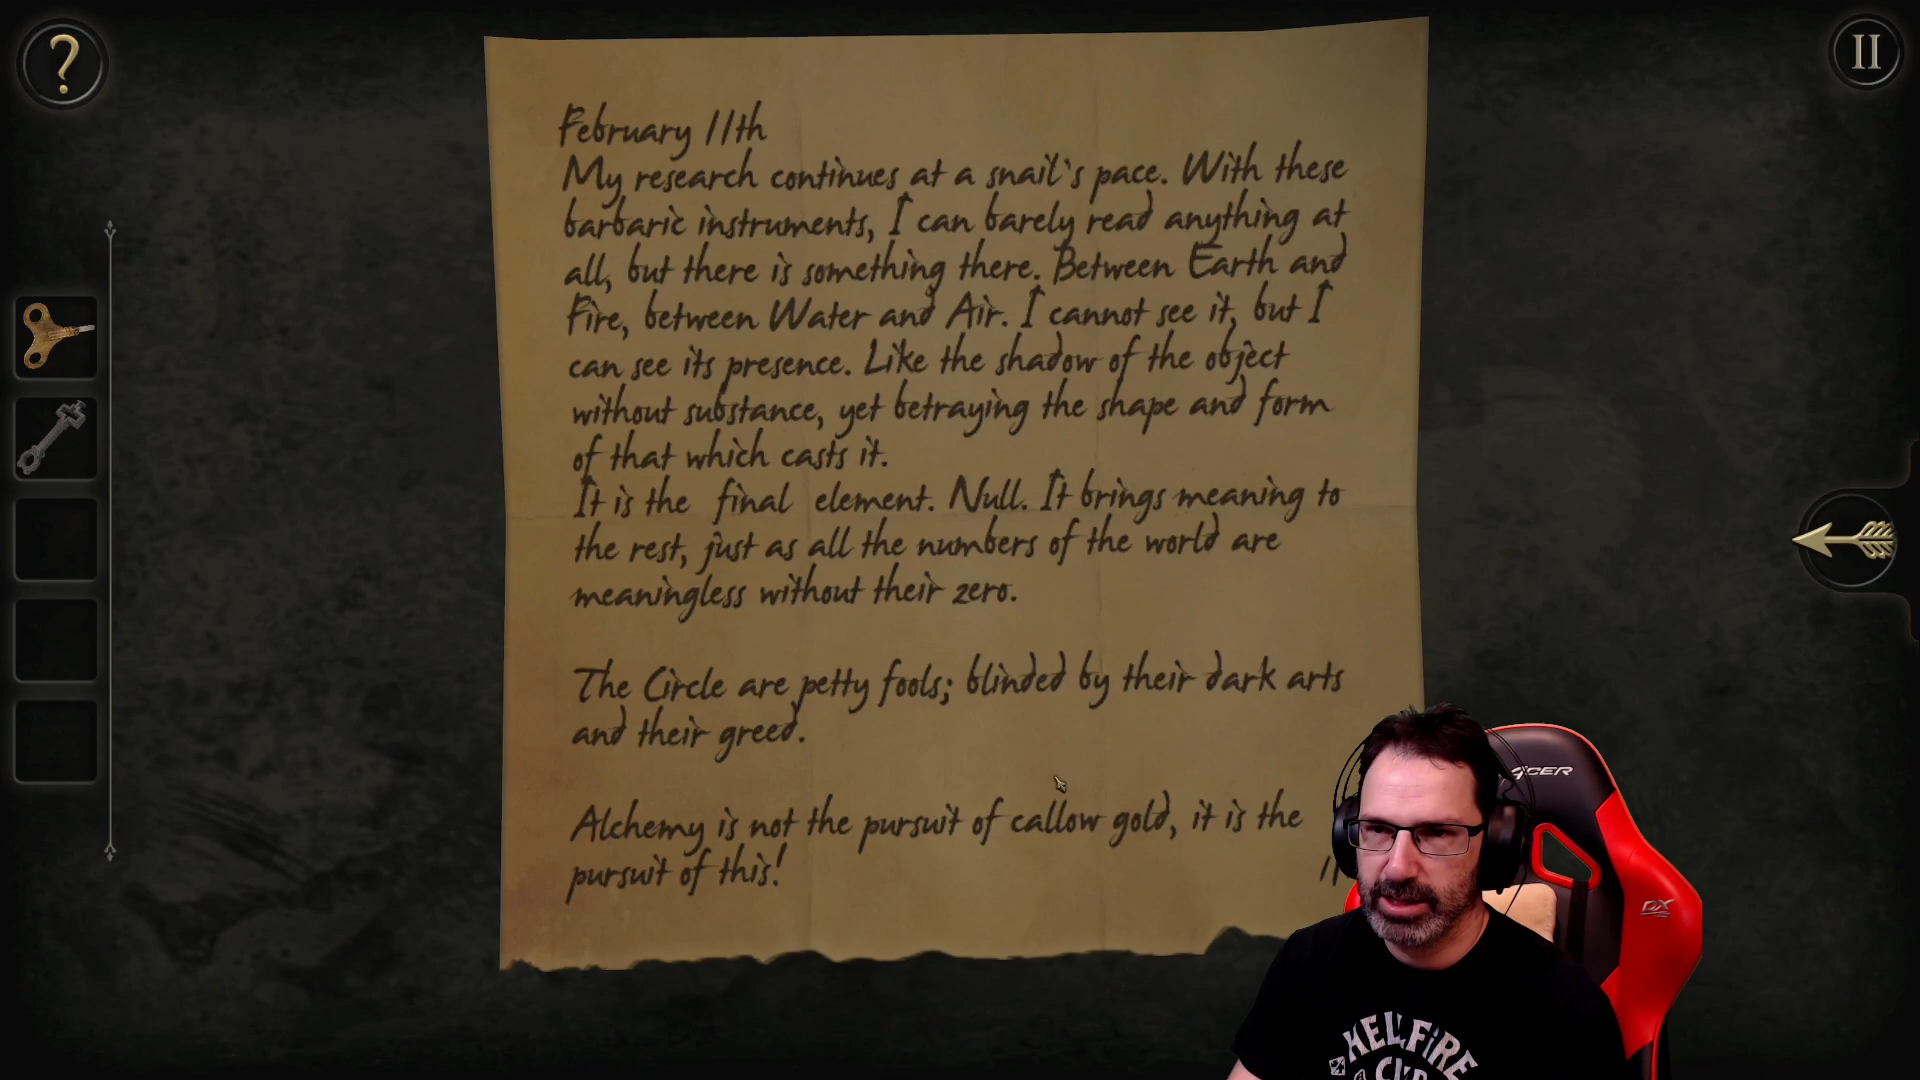 February 11th
My research continues at a snail's pace. With these
barbaric instruments, I can barely read anything at
all, but there is something there. Between Earth and
Fire, between Water and Air. I cannot see it, but I
can see its presence. Like the shadow of the object
without substance, yet betraying the shape and form
of that which casts it.
It is the final element. Null. It brings meaning to
the rest, just as all the numbers of the world are
meaningless without their zero.
The Circle are petty fools; blinded by their dark arts
and their greed.
Alchemy is not the pursuit of callow gold, it is the
pursuit of this!
?
DX
HELLFIRE